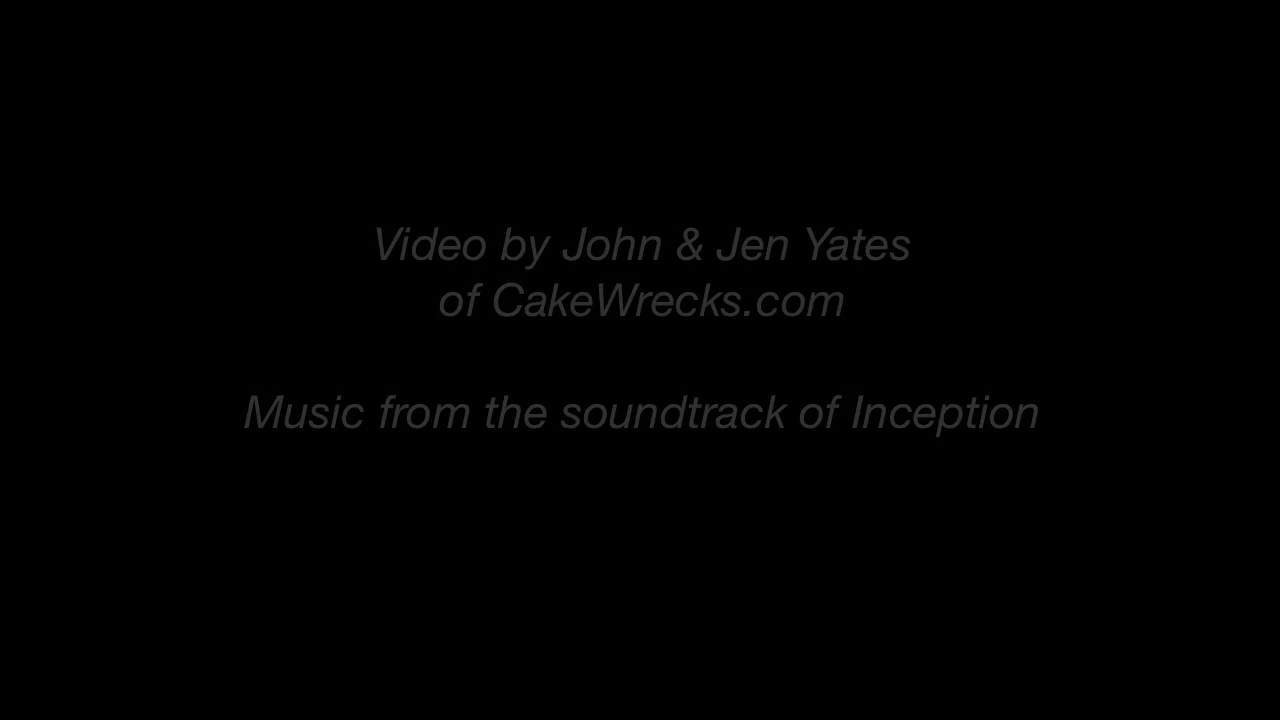 Video by John & Jen Yates
of CakeWrecks.com
Music from the soundtrack of Inception